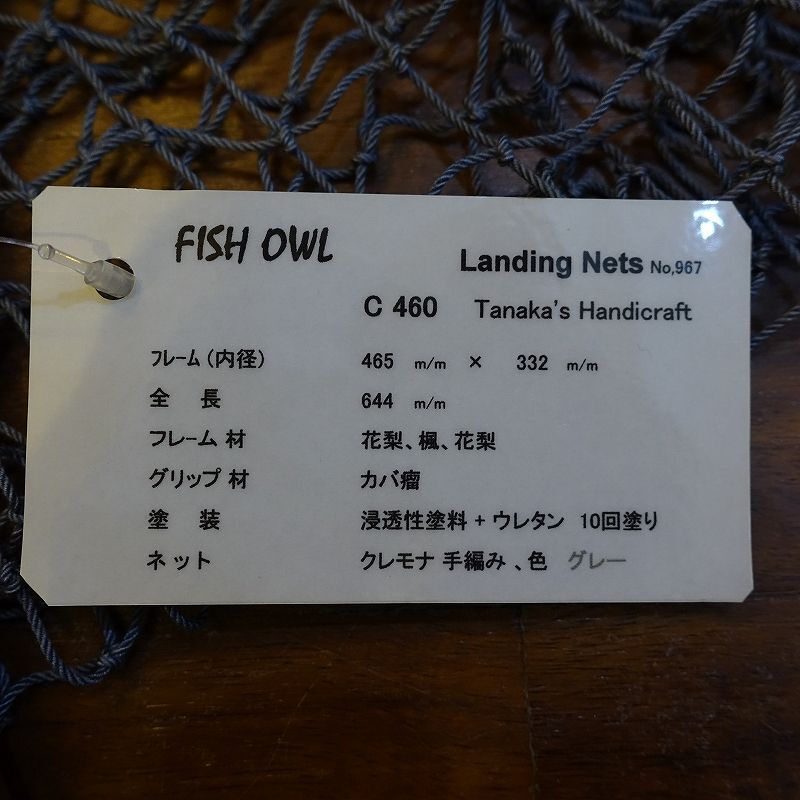 FISH OWL
Landing Nets No,967
C 460 Tanaka's Handicraft
フレーム(内径) 465 m/m × 332 m/m
全 長 644 m/m
フレーム 材 花梨、楓、花梨
グリップ 材 カバ瘤
塗 装 浸透性塗料 + ウレタン 10回塗り
ネット クレモナ 手編み 、色 グレー